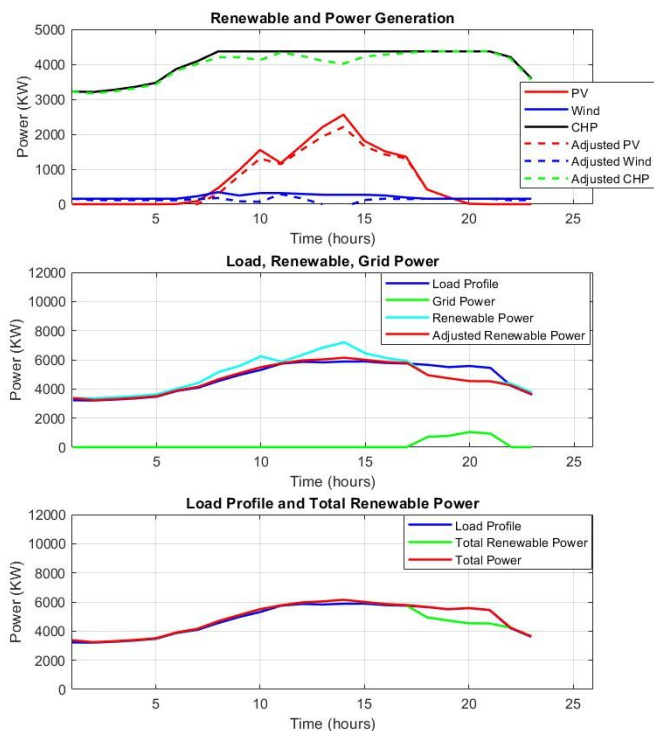 Renewable and Power Generation
Power (KW)
5000
4000
3000
2000
1000
0
5
10
15
20
25
Time (hours)
PV
Wind
CHP
Adjusted PV
Adjusted Wind
Adjusted CHP
Load, Renewable, Grid Power
Power (KW)
12000
10000
8000
6000
4000
2000
0
5
10
15
20
25
Time (hours)
Load Profile
Grid Power
Renewable Power
Adjusted Renewable Power
Load Profile and Total Renewable Power
Power (KW)
12000
10000
8000
6000
4000
2000
0
5
10
15
20
25
Time (hours)
Load Profile
Total Renewable Power
Total Power